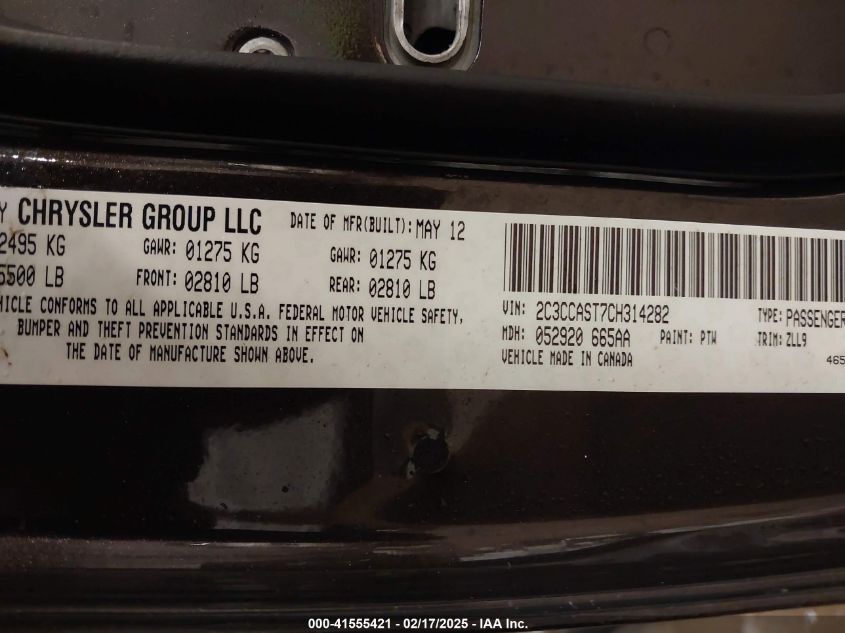 CHRYSLER GROUP LLC DATE OF MFR(BUILT): MAY 12
2495 KG GAWR: 01275 KG GAWR: 01275 KG
5500 LB FRONT: 02810 LB REAR: 02810 LB
VEHICLE CONFORMS TO ALL APPLICABLE U.S.A. FEDERAL MOTOR VEHICLE SAFETY,
BUMPER AND THEFT PREVENTION STANDARDS IN EFFECT ON
THE DATE OF MANUFACTURE SHOWN ABOVE.
VIN: 2C3CCAST7CH314282 TYPE: PASSENGER
MDH: 052920 665AA PAINT: PTW TRIM: ZLL9
VEHICLE MADE IN CANADA 465
000-41555421 - 02/17/2025 - IAA Inc.